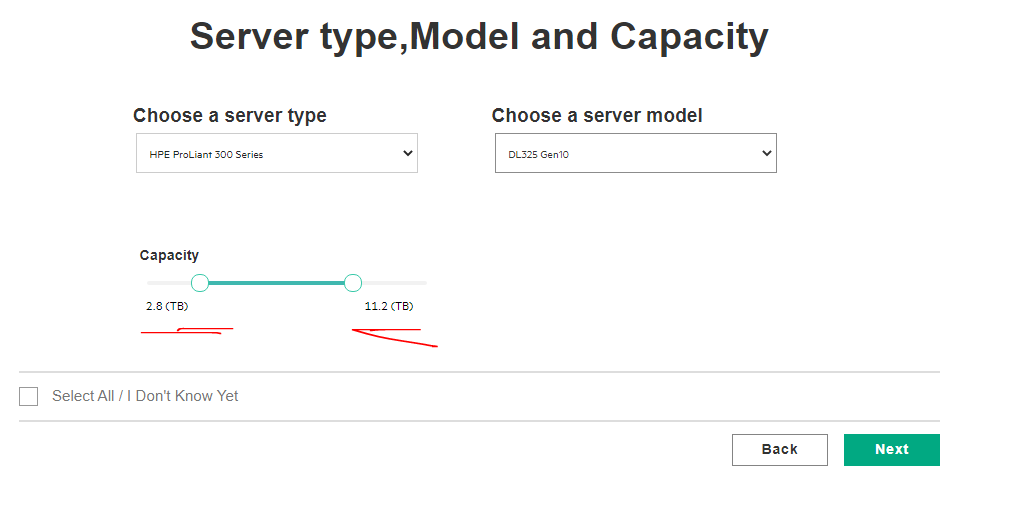 Server type,Model and Capacity
Choose a server type
Choose a server model
HPE ProLiant 300 Series
DL325 Gen10
Capacity
2.8 (TB)
11.2 (TB)
Select All / I Don't Know Yet
Back
Next